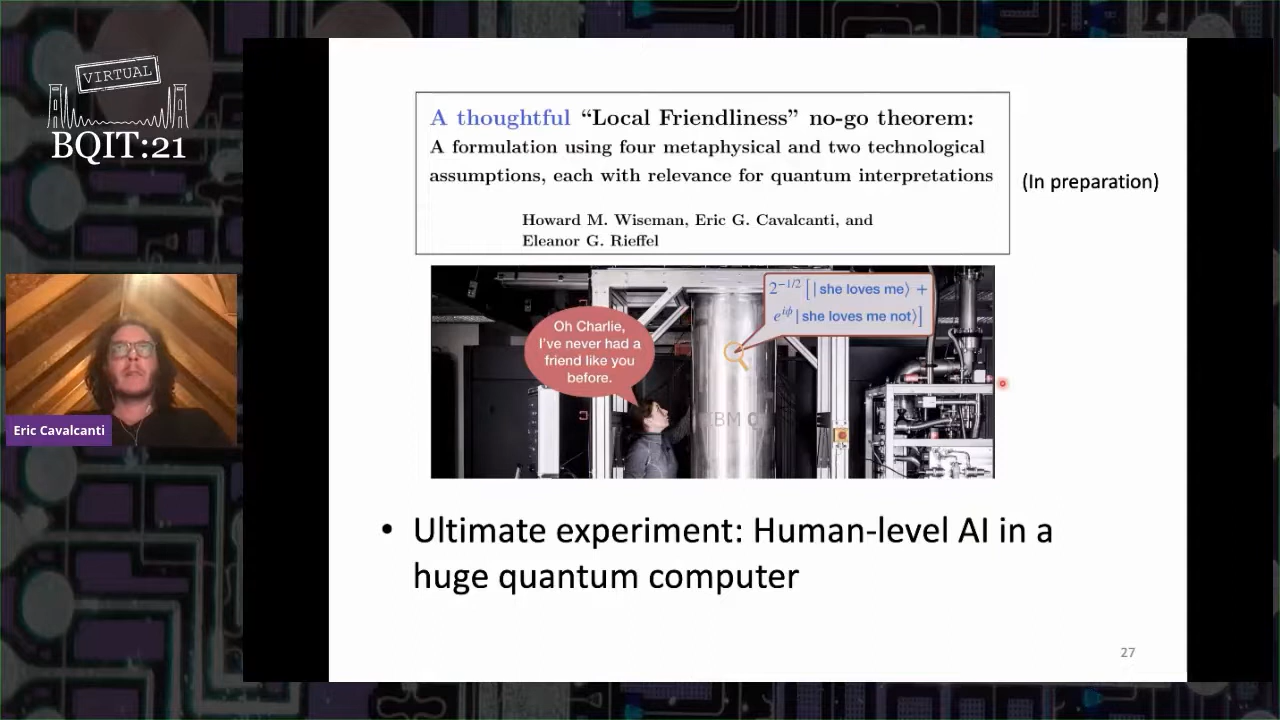 VIRTUAL
BQIT:21
A thoughtful “Local Friendliness” no-go theorem:
A formulation using four metaphysical and two technological
assumptions, each with relevance for quantum interpretations
(In preparation)
Howard M. Wiseman, Eric G. Cavalcanti, and
Eleanor G. Rieffel
2^{-1/2} [| she loves me⟩ +
e^{iϕ} | she loves me not⟩]
Oh Charlie,
I’ve never had a
friend like you
before.
IBM Q
Eric Cavalcanti
• Ultimate experiment: Human-level AI in a
huge quantum computer
27